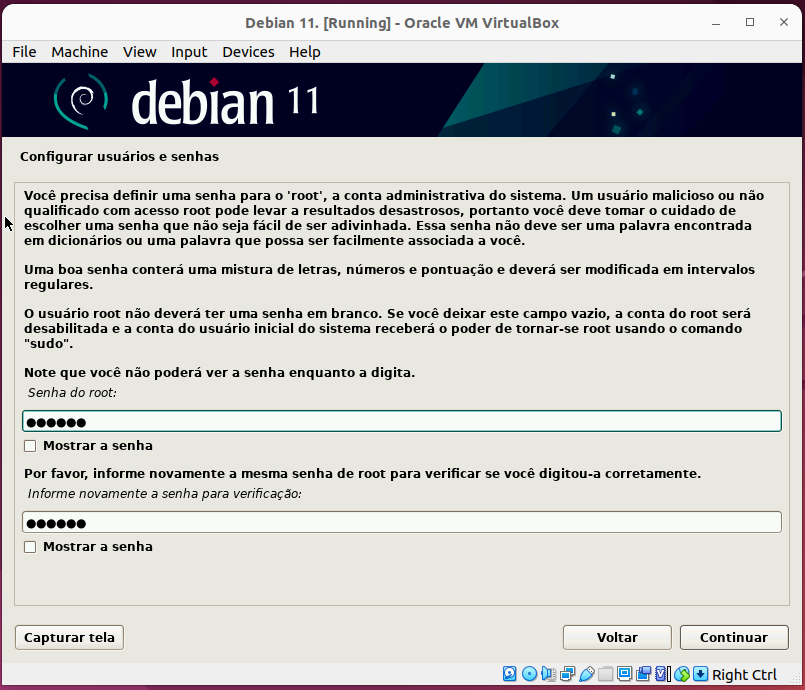 Debian 11. [Running] - Oracle VM VirtualBox
File Machine View Input Devices Help
debian 11
Configurar usuários e senhas
Você precisa definir uma senha para o 'root', a conta administrativa do sistema. Um usuário malicioso ou não
qualificado com acesso root pode levar a resultados desastrosos, portanto você deve tomar o cuidado de
escolher uma senha que não seja fácil de ser adivinhada. Essa senha não deve ser uma palavra encontrada
em dicionários ou uma palavra que possa ser facilmente associada a você.
Uma boa senha conterá uma mistura de letras, números e pontuação e deverá ser modificada em intervalos
regulares.
O usuário root não deverá ter uma senha em branco. Se você deixar este campo vazio, a conta do root será
desabilitada e a conta do usuário inicial do sistema receberá o poder de tornar-se root usando o comando
"sudo".
Note que você não poderá ver a senha enquanto a digita.
Senha do root:
●●●●●●
Mostrar a senha
Por favor, informe novamente a mesma senha de root para verificar se você digitou-a corretamente.
Informe novamente a senha para verificação:
●●●●●●
Mostrar a senha
Capturar tela Voltar Continuar
Right Ctrl